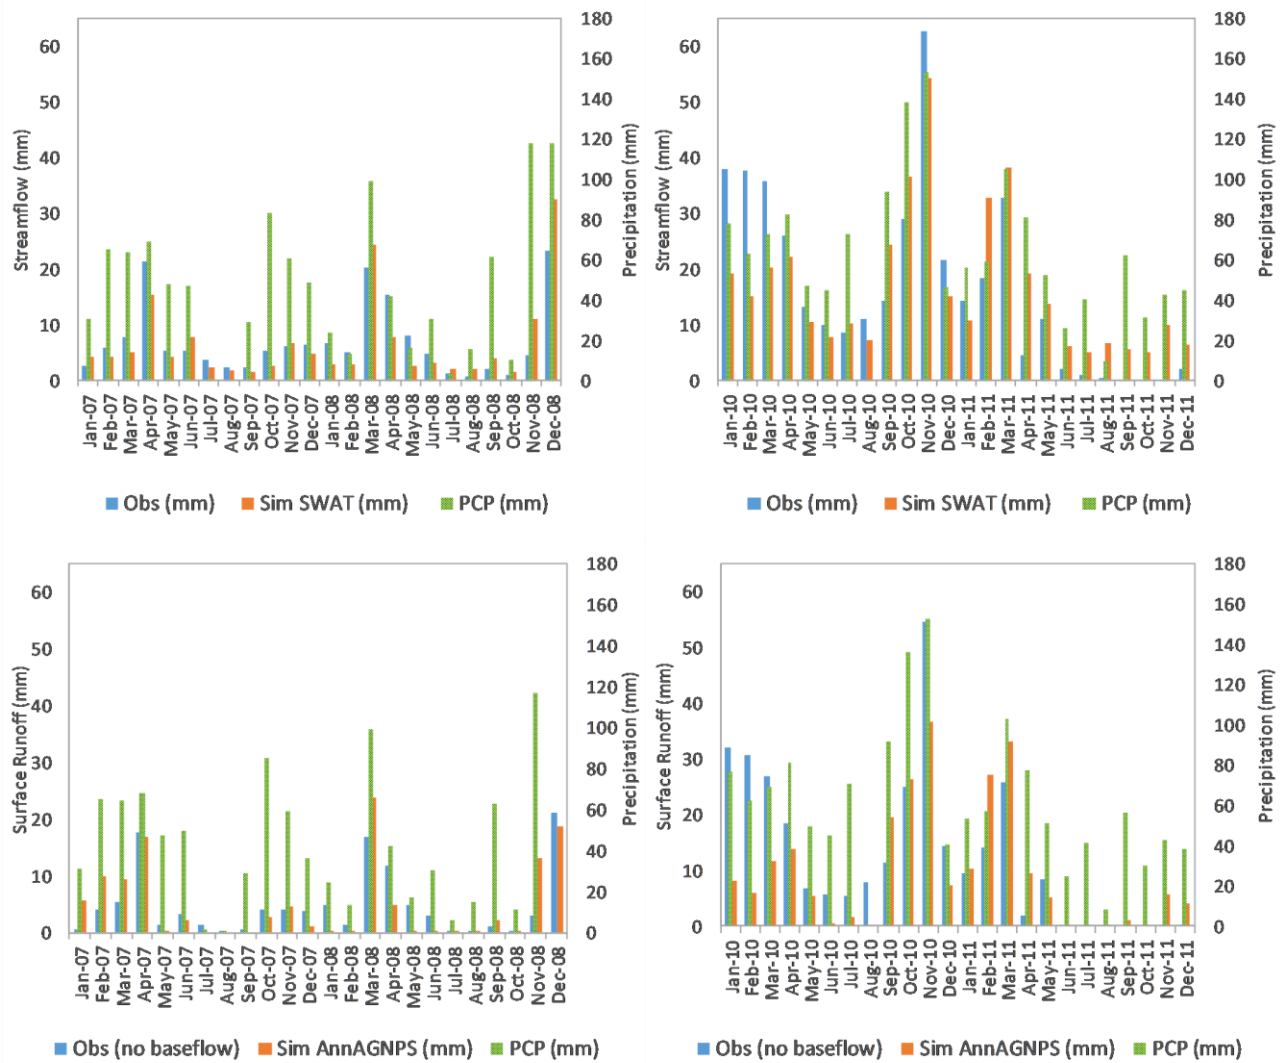 60
50
40
30
20
10
0
Streamflow (mm)
180
160
140
120
100
80
60
40
20
0
Precipitation (mm)
Jan-07
Feb-07
Mar-07
Apr-07
May-07
Jun-07
Jul-07
Aug-07
Sep-07
Oct-07
Nov-07
Dec-07
Jan-08
Feb-08
Mar-08
Apr-08
May-08
Jun-08
Jul-08
Aug-08
Sep-08
Oct-08
Nov-08
Dec-08
Obs (mm) Sim SWAT (mm) PCP (mm)
60
50
40
30
20
10
0
Streamflow (mm)
180
160
140
120
100
80
60
40
20
0
Precipitation (mm)
Jan-10
Feb-10
Mar-10
Apr-10
May-10
Jun-10
Jul-10
Aug-10
Sep-10
Oct-10
Nov-10
Dec-10
Jan-11
Feb-11
Mar-11
Apr-11
May-11
Jun-11
Jul-11
Aug-11
Sep-11
Oct-11
Nov-11
Dec-11
Obs (mm) Sim SWAT (mm) PCP (mm)
60
50
40
30
20
10
0
Surface Runoff (mm)
180
160
140
120
100
80
60
40
20
0
Precipitation (mm)
Jan-07
Feb-07
Mar-07
Apr-07
May-07
Jun-07
Jul-07
Aug-07
Sep-07
Oct-07
Nov-07
Dec-07
Jan-08
Feb-08
Mar-08
Apr-08
May-08
Jun-08
Jul-08
Aug-08
Sep-08
Oct-08
Nov-08
Dec-08
Obs (no baseflow) Sim AnnAGNPS (mm) PCP (mm)
60
50
40
30
20
10
0
Surface Runoff (mm)
180
160
140
120
100
80
60
40
20
0
Precipitation (mm)
Jan-10
Feb-10
Mar-10
Apr-10
May-10
Jun-10
Jul-10
Aug-10
Sep-10
Oct-10
Nov-10
Dec-10
Jan-11
Feb-11
Mar-11
Apr-11
May-11
Jun-11
Jul-11
Aug-11
Sep-11
Oct-11
Nov-11
Dec-11
Obs (no baseflow) Sim AnnAGNPS (mm) PCP (mm)